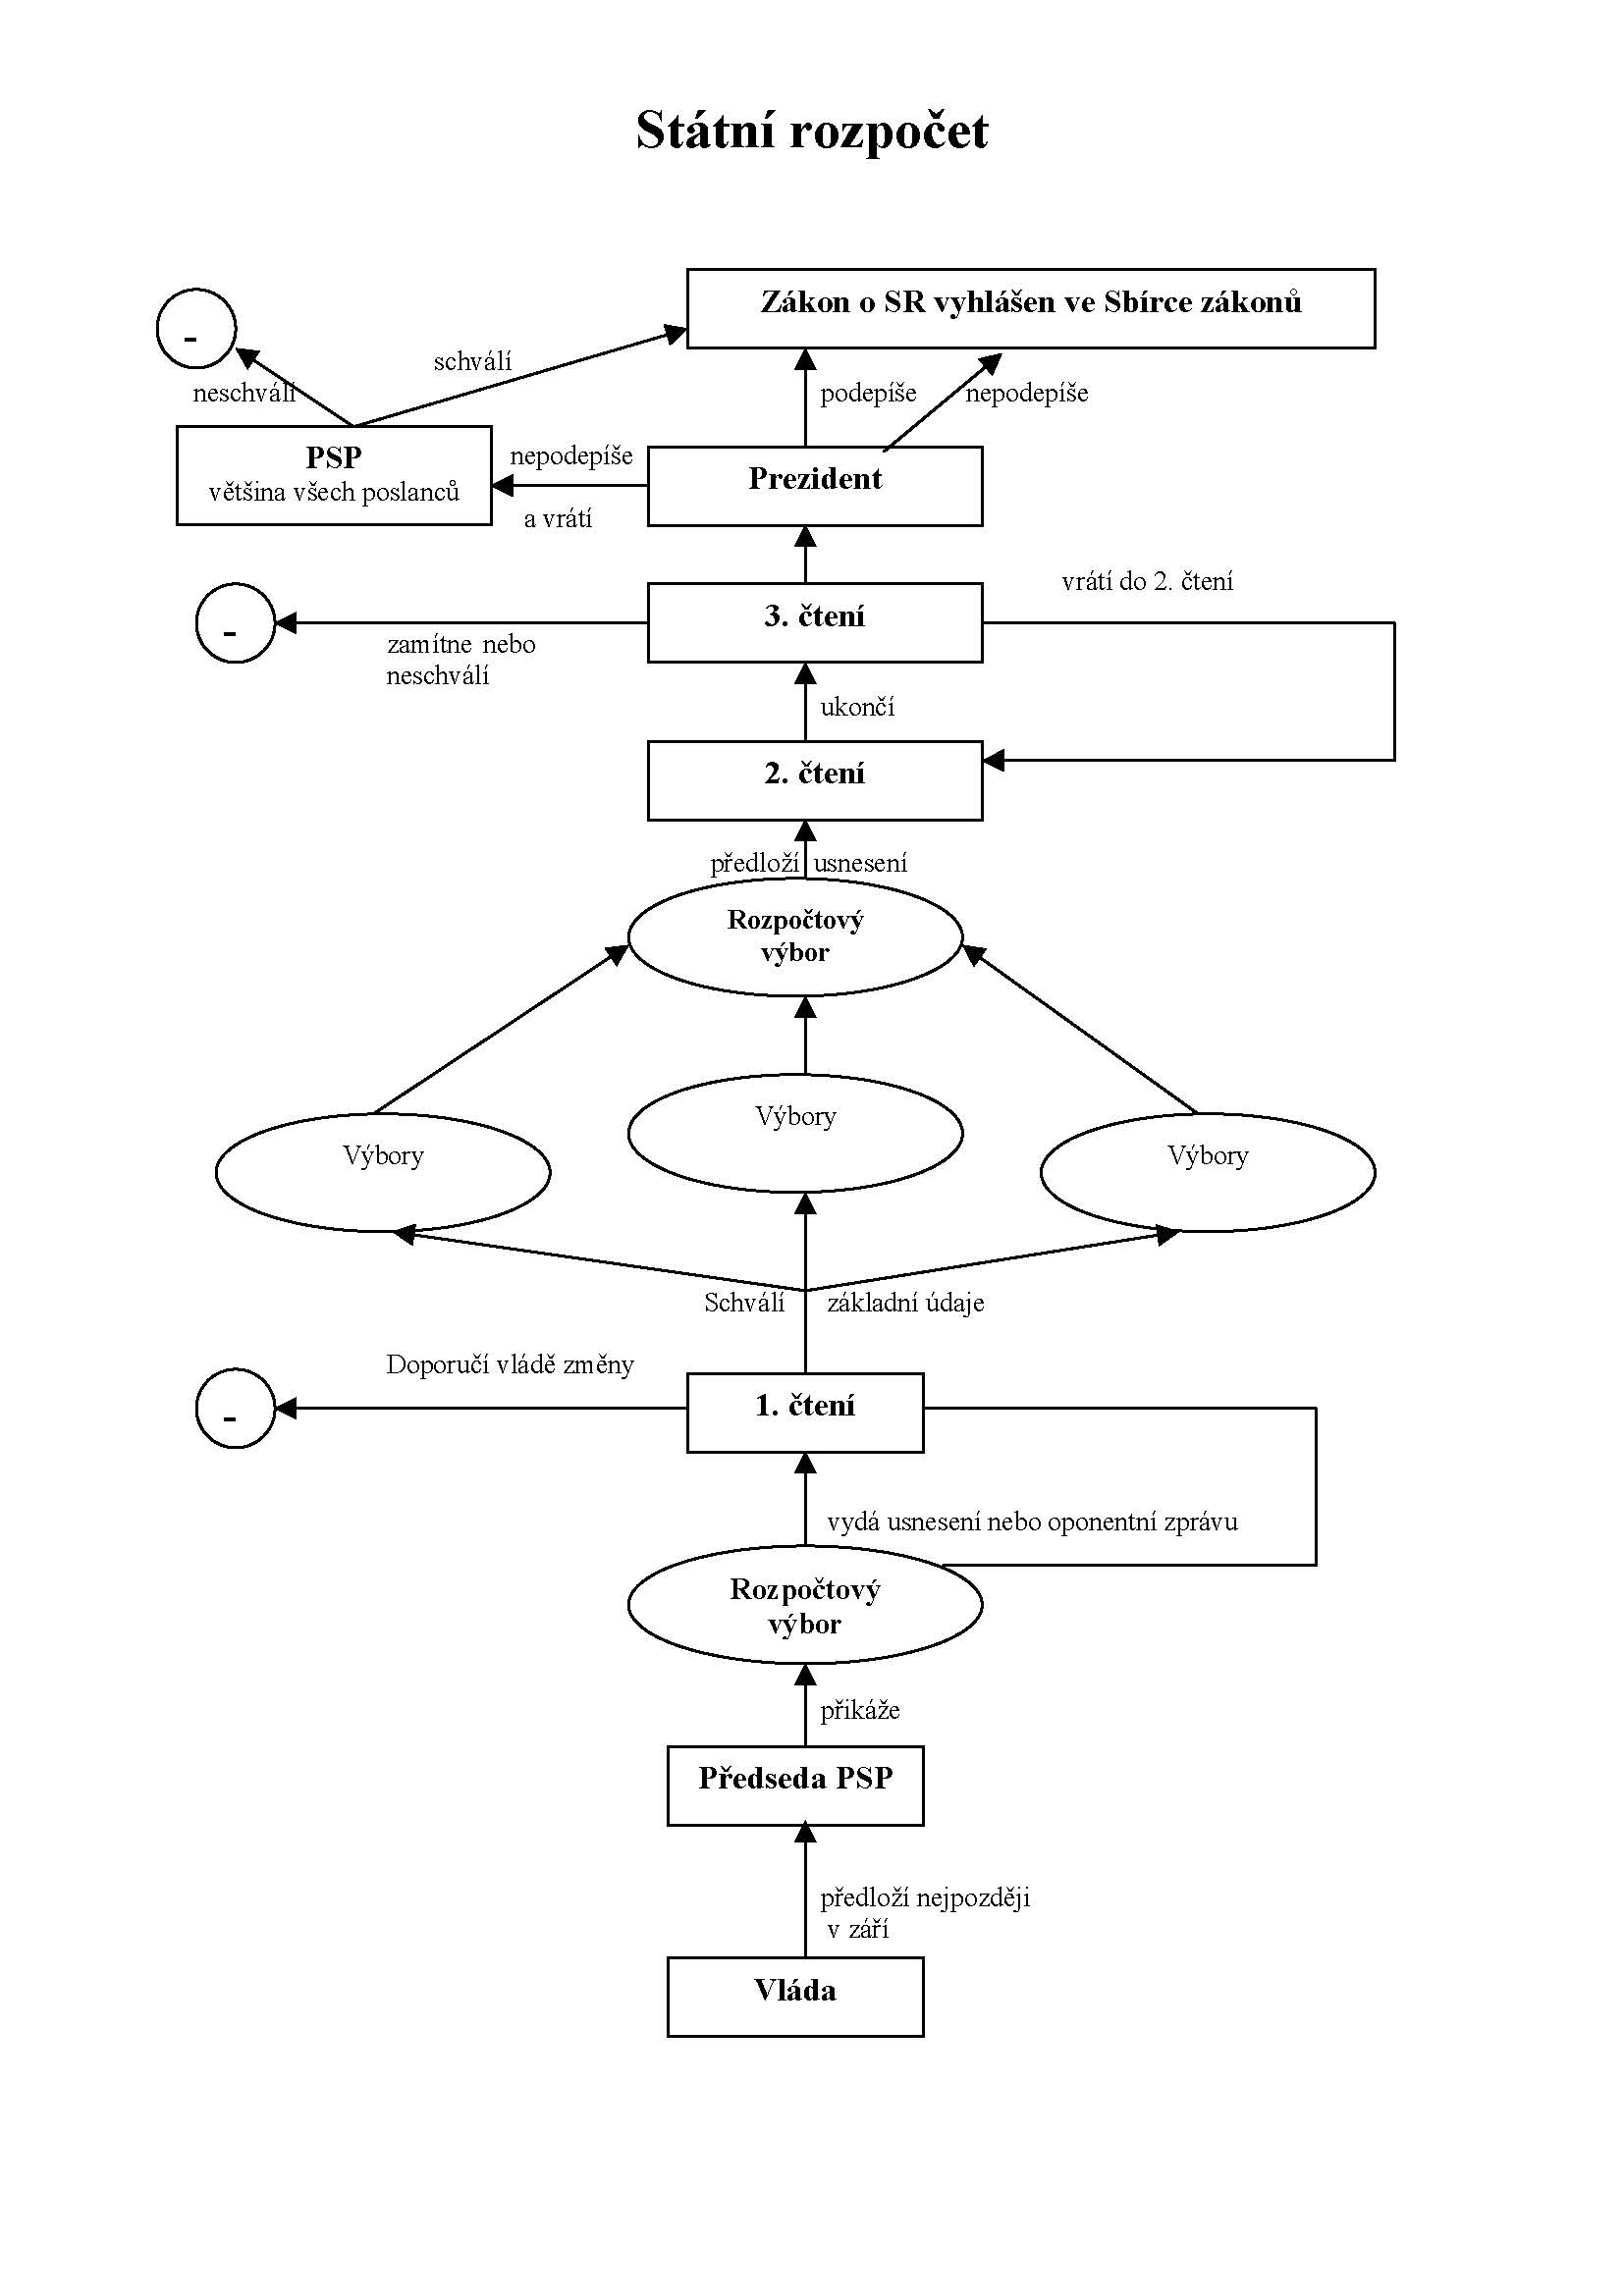 Státní rozpočet
Zákon o SR vyhlášen ve Sbírce zákonů
-
schválí
neschválí
podepíše
nepodepíše
PSP
většina všech poslanců
nepodepíše
a vrátí
Prezident
vrátí do 2. čtení
3. čtení
-
zamítne nebo
neschválí
ukončí
2. čtení
předloží usnesení
Rozpočtový
výbor
Výbory
Výbory
Výbory
Schválí základní údaje
Doporučí vládě změny
1. čtení
-
vydá usnesení nebo oponentní zprávu
Rozpočtový
výbor
přikáže
Předseda PSP
předloží nejpozději
v září
Vláda